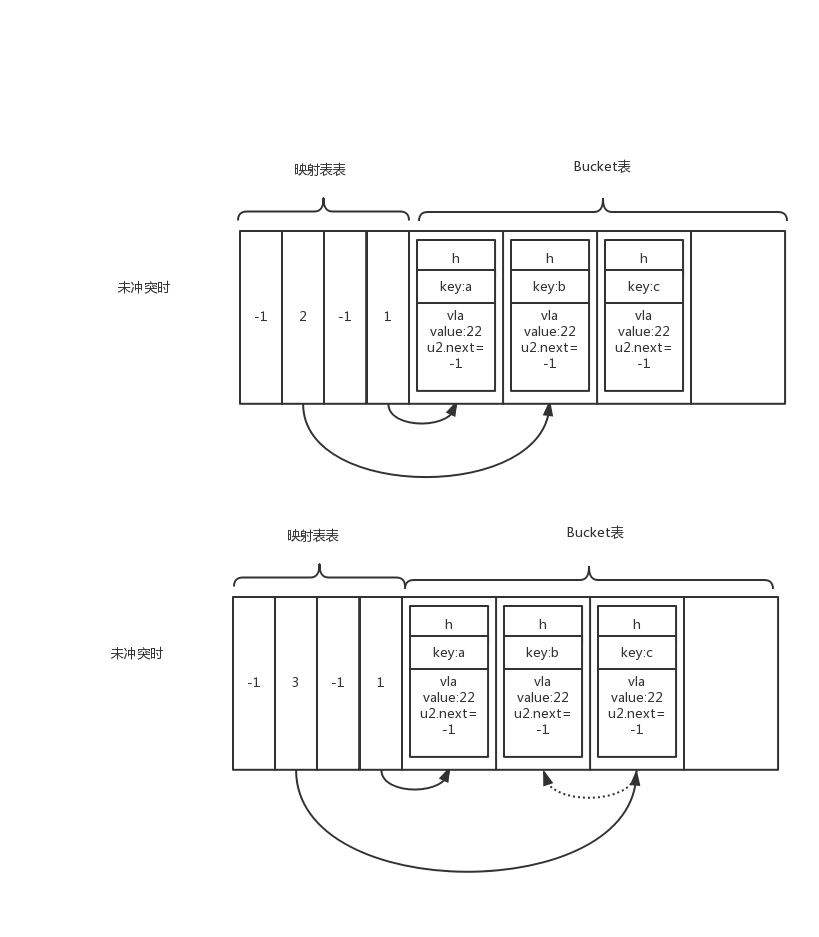 映射表表
Bucket表
未冲突时
-1
2
-1
1
h
key:a
vla
value:22
u2.next=
-1
h
key:b
vla
value:22
u2.next=
-1
h
key:c
vla
value:22
u2.next=
-1
映射表表
Bucket表
未冲突时
-1
3
-1
1
h
key:a
vla
value:22
u2.next=
-1
h
key:b
vla
value:22
u2.next=
-1
h
key:c
vla
value:22
u2.next=
-1